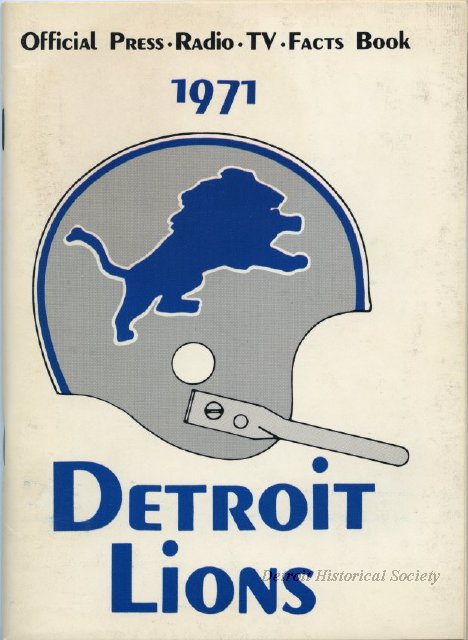 Official Press · Radio · TV · Facts Book
1971
Detroit
Lions
Detroit Historical Society